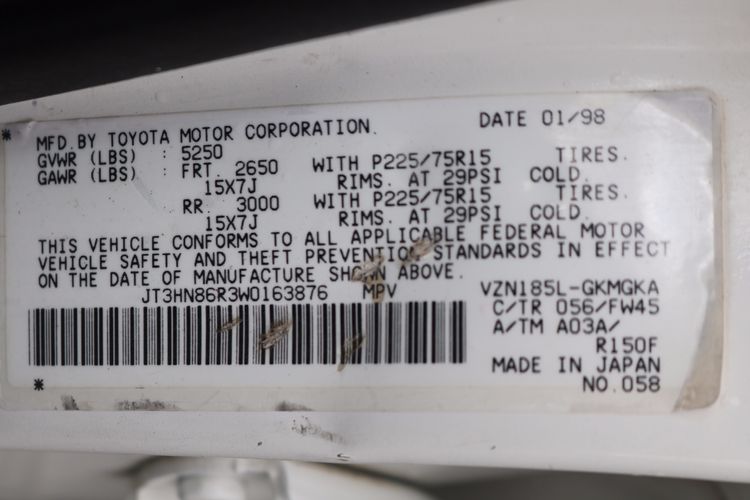 MFD.BY TOYOTA MOTOR CORPORATION. DATE 01/98
GVWR (LBS) : 5250
GAWR (LBS) : FRT. 2650 WITH P225/75R15 TIRES.
15X7J RIMS. AT 29PSI COLD.
RR. 3000 WITH P225/75R15 TIRES.
15X7J RIMS. AT 29PSI COLD.
THIS VEHICLE CONFORMS TO ALL APPLICABLE FEDERAL MOTOR
VEHICLE SAFETY AND THEFT PREVENTION STANDARDS IN EFFECT
ON THE DATE OF MANUFACTURE SHOWN ABOVE.
JT3HN86R3W0163876 MPV VZN185L-GKMGKA
C/TR 056/FW45
A/TM A03A/
R150F
MADE IN JAPAN
NO.058